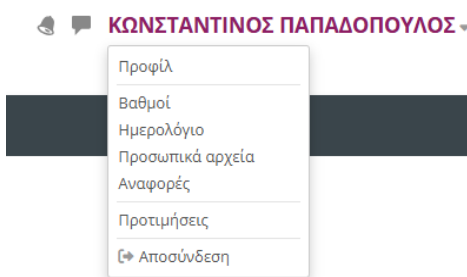 ΚΩΝΣΤΑΝΤΙΝΟΣ ΠΑΠΑΔΟΠΟΥΛΟΣ
Προφίλ
Βαθμοί
Ημερολόγιο
Προσωπικά αρχεία
Αναφορές
Προτιμήσεις
Αποσύνδεση